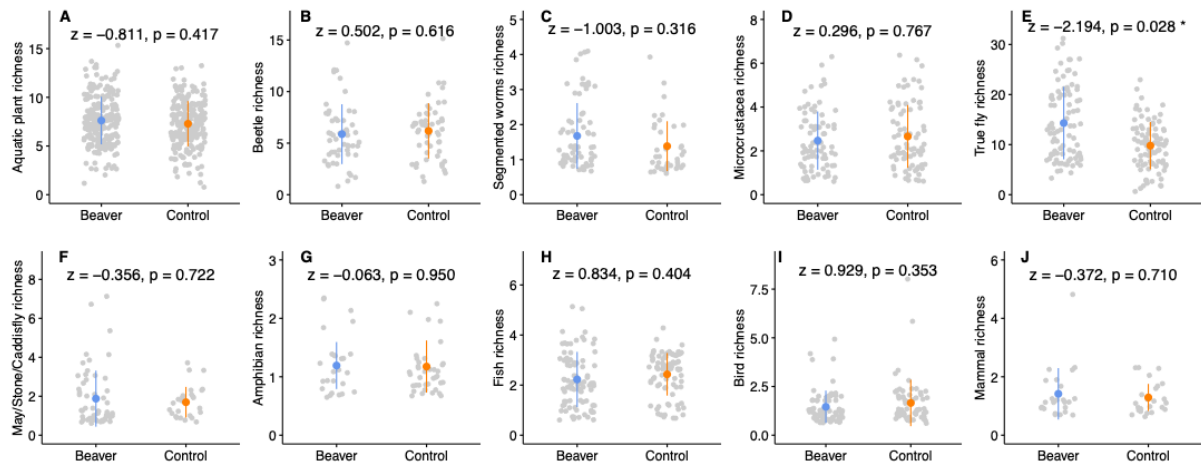 A
z = −0.811, p = 0.417
Aquatic plant richness
15
10
5
0
Beaver
Control
B
z = 0.502, p = 0.616
Beetle richness
15
10
5
0
Beaver
Control
C
z = −1.003, p = 0.316
Segmented worms richness
5
4
3
2
1
0
Beaver
Control
D
z = 0.296, p = 0.767
Microcrustacea richness
8
6
4
2
0
Beaver
Control
E
z = −2.194, p = 0.028 *
True fly richness
30
20
10
0
Beaver
Control
F
z = −0.356, p = 0.722
May/Stone/Caddisfly richness
8
6
4
2
0
Beaver
Control
G
z = −0.063, p = 0.950
Amphibian richness
3
2
1
0
Beaver
Control
H
z = 0.834, p = 0.404
Fish richness
6
4
2
0
Beaver
Control
I
z = 0.929, p = 0.353
Bird richness
7.5
5.0
2.5
0.0
Beaver
Control
J
z = −0.372, p = 0.710
Mammal richness
6
4
2
0
Beaver
Control